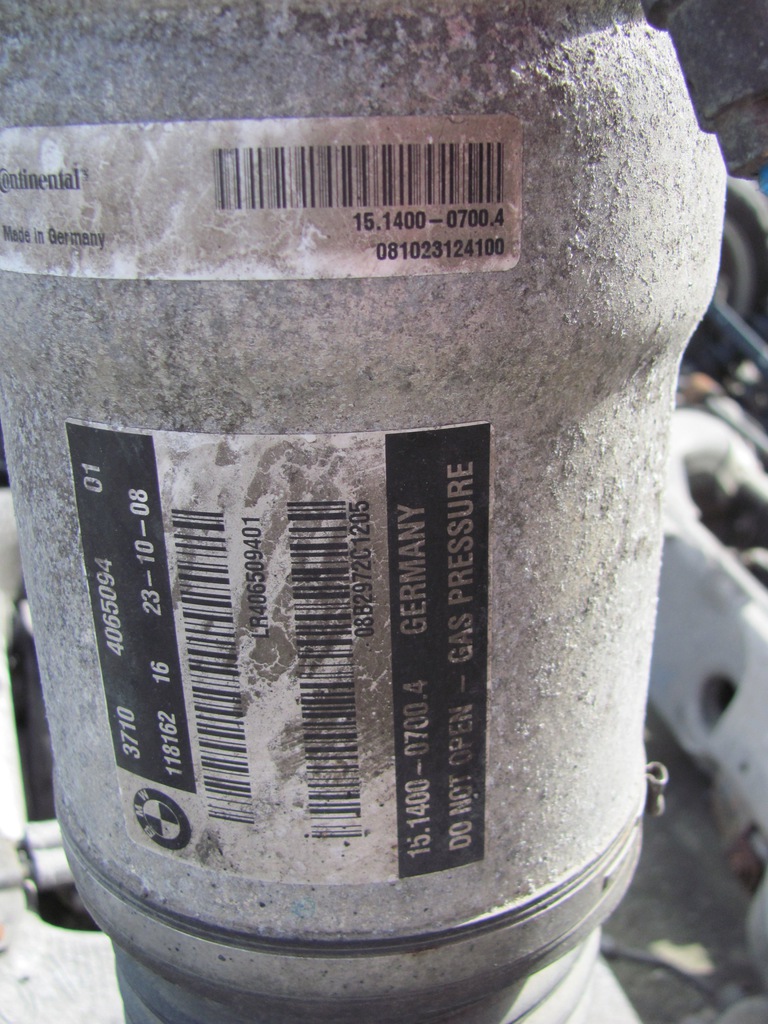 Continental
Made in Germany
15.1400-0700.4
081023124100
3710 4065094 01
118162 16 23-10-08
BMW
LR406509401
15.1400-0700.4 GERMANY
DO NOT OPEN - GAS PRESSURE